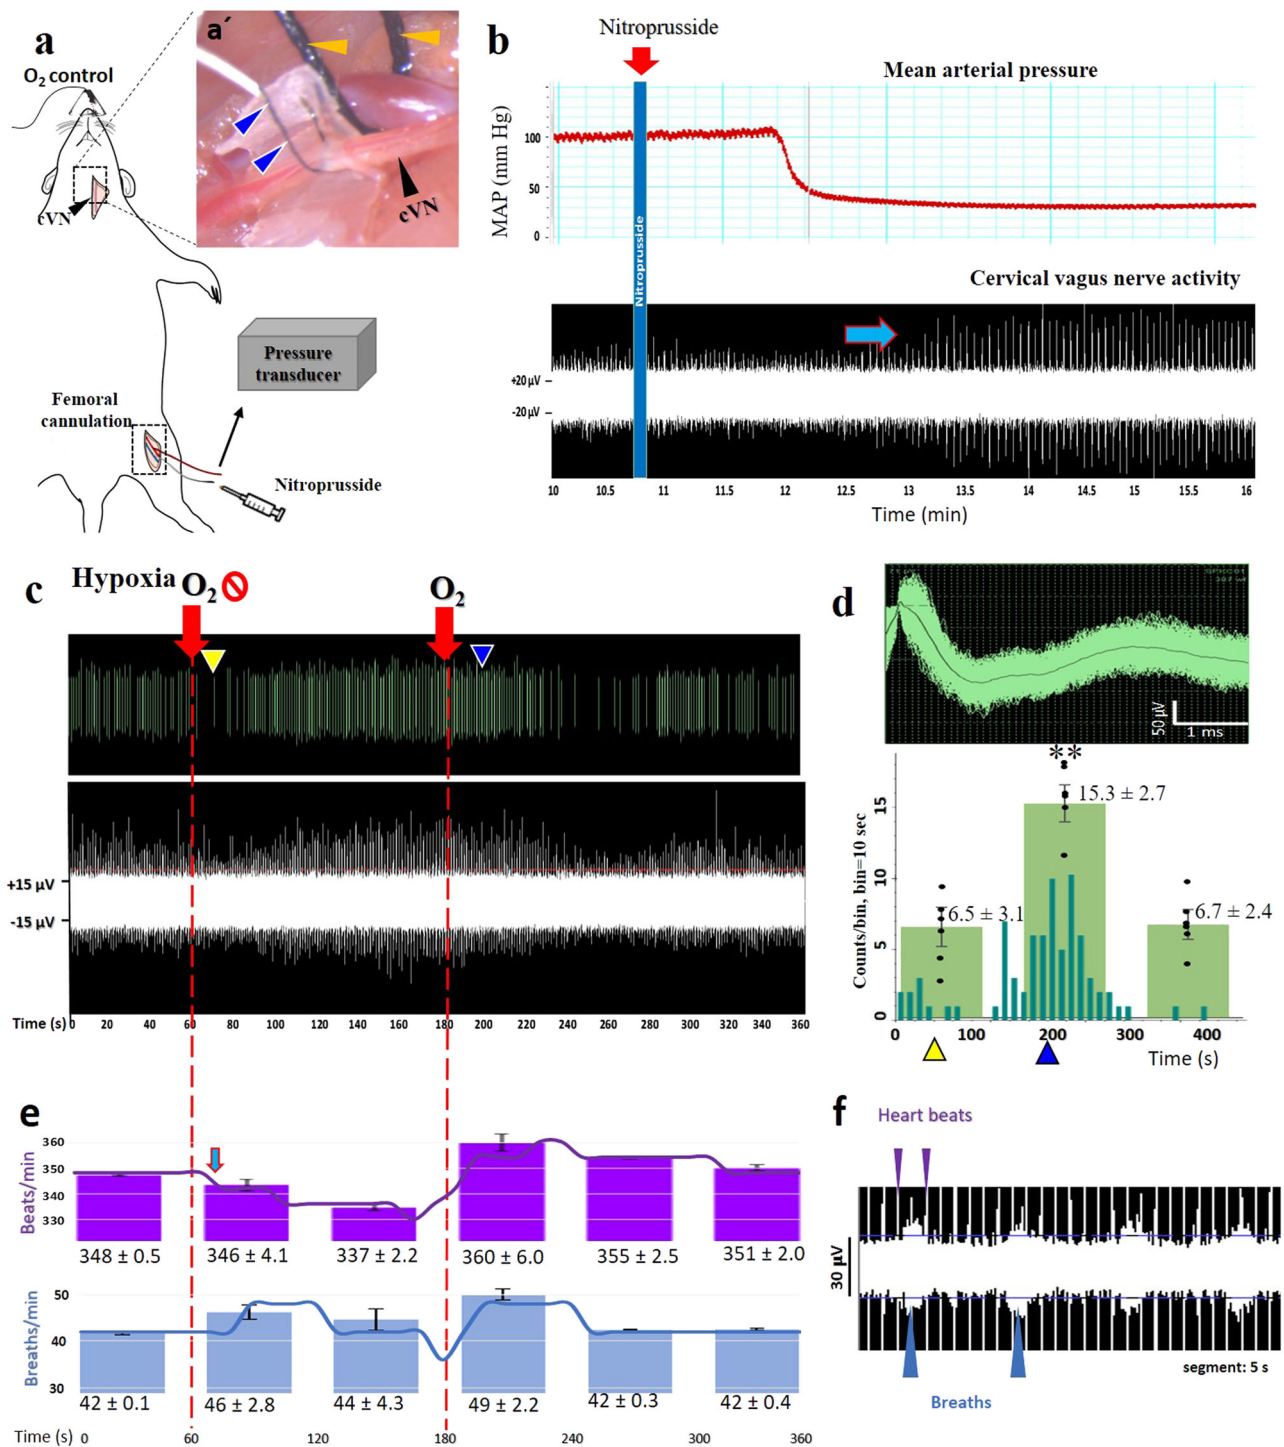 a
O₂ control
cVN
a´
cVN
Pressure
transducer
Femoral
cannulation
Nitroprusside
b
Nitroprusside
Mean arterial pressure
MAP (mm Hg)
100
50
0
Nitroprusside
Cervical vagus nerve activity
+20 µV
-20 µV
10 10.5 11 11.5 12 12.5 13 13.5 14 14.5 15 15.5 16
Time (min)
c
Hypoxia O₂
O₂
+15 µV
-15 µV
Time (s) 0 20 40 60 80 100 120 140 160 180 200 220 240 260 280 300 320 340 360
d
50 µV
1 ms
**
15.3 ± 2.7
6.5 ± 3.1
6.7 ± 2.4
Counts/bin, bin=10 sec
15
10
5
0
0 100 200 300 400
Time (s)
e
Beats/min
360
350
340
330
348 ± 0.5 346 ± 4.1 337 ± 2.2 360 ± 6.0 355 ± 2.5 351 ± 2.0
Breaths/min
50
40
30
42 ± 0.1 46 ± 2.8 44 ± 4.3 49 ± 2.2 42 ± 0.3 42 ± 0.4
Time (s) 0 60 120 180 240 300 360
f
Heart beats
30 µV
segment: 5 s
Breaths